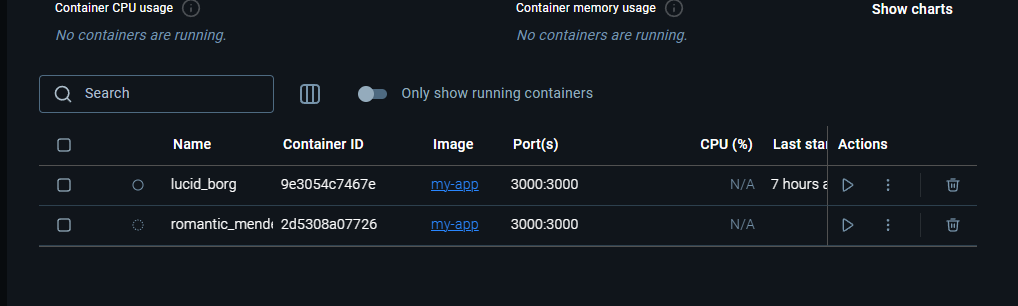 Container CPU usage
Container memory usage
Show charts
No containers are running.
No containers are running.
Search
Only show running containers
Name Container ID Image Port(s) CPU (%) Last star Actions
lucid_borg 9e3054c7467e my-app 3000:3000 N/A 7 hours a
romantic_mende 2d5308a07726 my-app 3000:3000 N/A